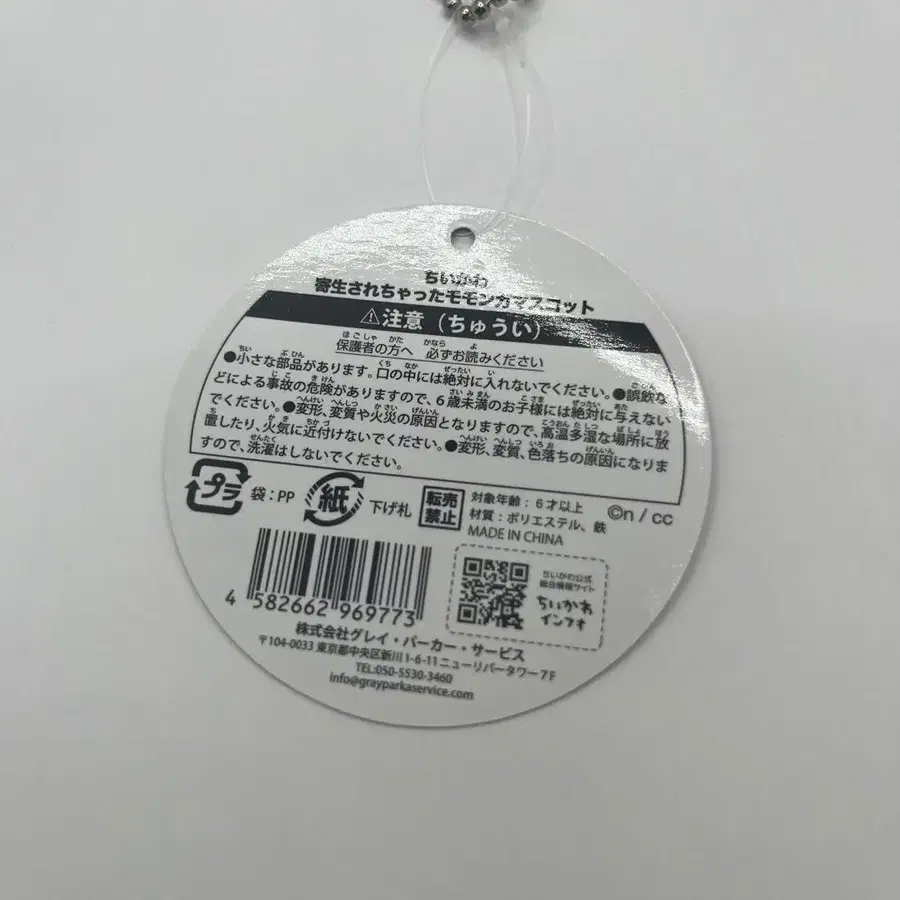 ちいかわ
寄生されちゃったモモンガマスコット
⚠注意（ちゅうい）
保護者の方へ 必ずお読みください
●小さな部品があります。口の中には絶対に入れないでください。●誤飲な
どによる事故の危険がありますので、6歳未満のお子様には絶対に与えない
でください。●変形、変質や火災の原因となりますので、高温多湿な場所に放
置したり、火気に近付けないでください。●変形、変質、色落ちの原因になりま
すので、洗濯はしないでください。
プラ 袋:PP 紙 下げ札 転売禁止 対象年齢:6才以上
材質:ポリエステル、鉄
MADE IN CHINA
©n / cc
4 582662 969773
ちいかわ公式
総合情報サイト
ちいかわ
インフォ
株式会社グレイ・パーカー・サービス
〒104-0033 東京都中央区新川1-6-11 ニューリバータワー7F
TEL:050-5530-3460
info@grayparkaservice.com